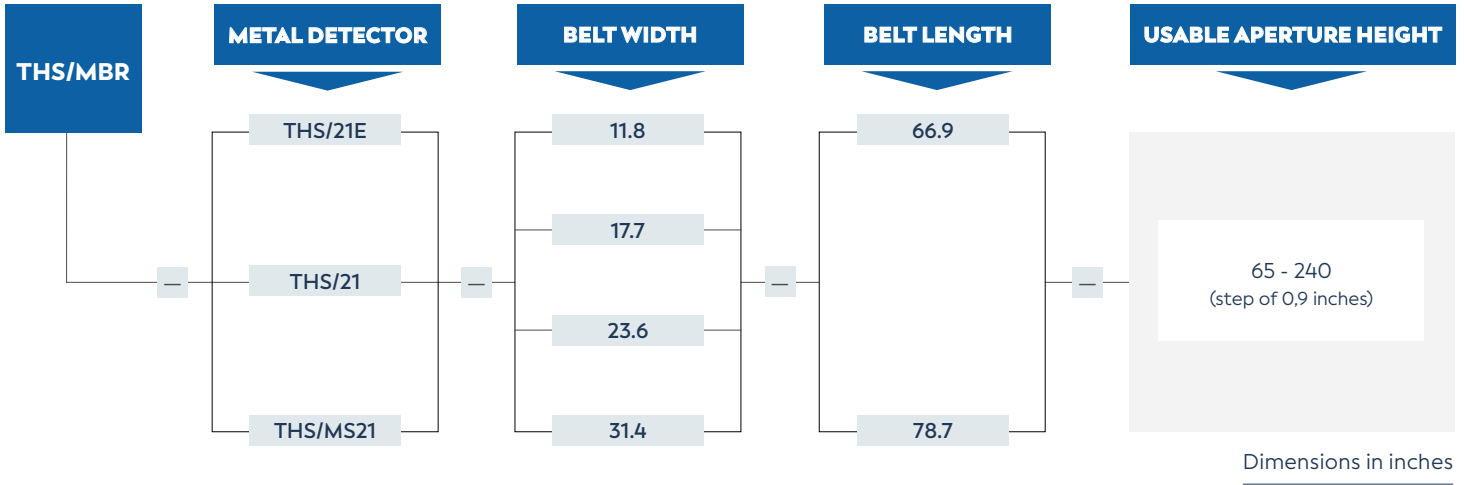 THS/MBR
METAL DETECTOR
BELT WIDTH
BELT LENGTH
USABLE APERTURE HEIGHT
THS/21E
11.8
66.9
17.7
65 - 240
(step of 0,9 inches)
—
THS/21
—
—
—
23.6
THS/MS21
31.4
78.7
Dimensions in inches